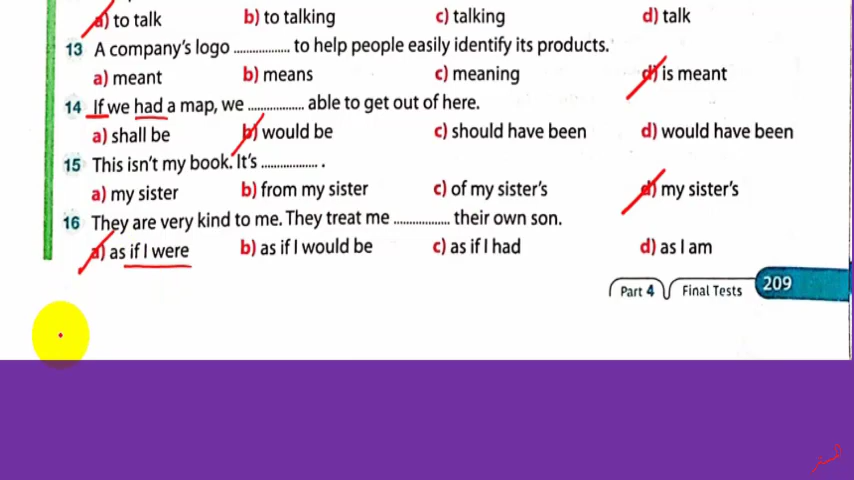 a) to talk b) to talking c) talking d) talk
13 A company's logo .................. to help people easily identify its products.
a) meant b) means c) meaning d) is meant
14 If we had a map, we .................. able to get out of here.
a) shall be b) would be c) should have been d) would have been
15 This isn't my book. It's .................. .
a) my sister b) from my sister c) of my sister's d) my sister's
16 They are very kind to me. They treat me .................. their own son.
a) as if I were b) as if I would be c) as if I had d) as I am
Part 4 Final Tests 209